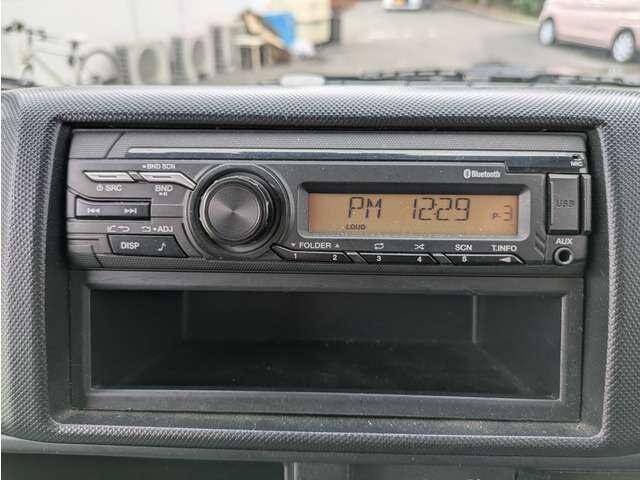 BND SCN
SRC
BND
ADJ
DISP
Bluetooth
MIC
PM 12:29
P-3
LOUD
FOLDER
SCN
T.INFO
1 2 3 4 5
USB
AUX